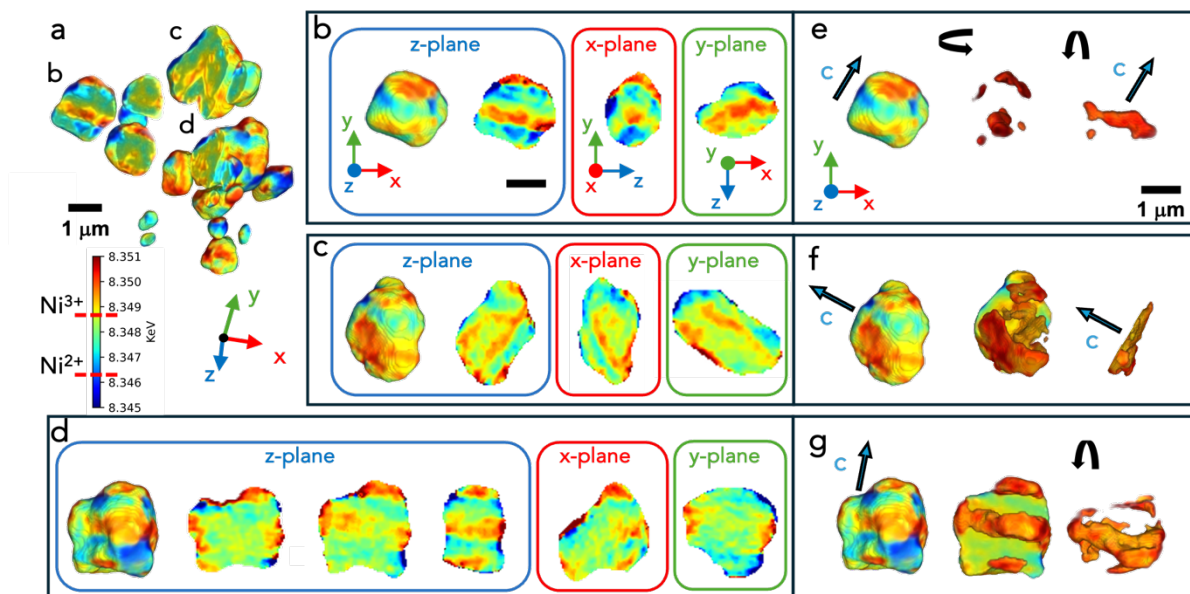 a
b
c
d
1 μm
8.351
8.350
8.349
8.348
8.347
8.346
8.345
KeV
Ni3+
Ni2+
y
x
z
b
z-plane
x-plane
y-plane
y
x
z
y
z
x
y
x
z
c
z-plane
x-plane
y-plane
d
z-plane
x-plane
y-plane
e
C
C
y
x
z
1 μm
f
C
C
g
C